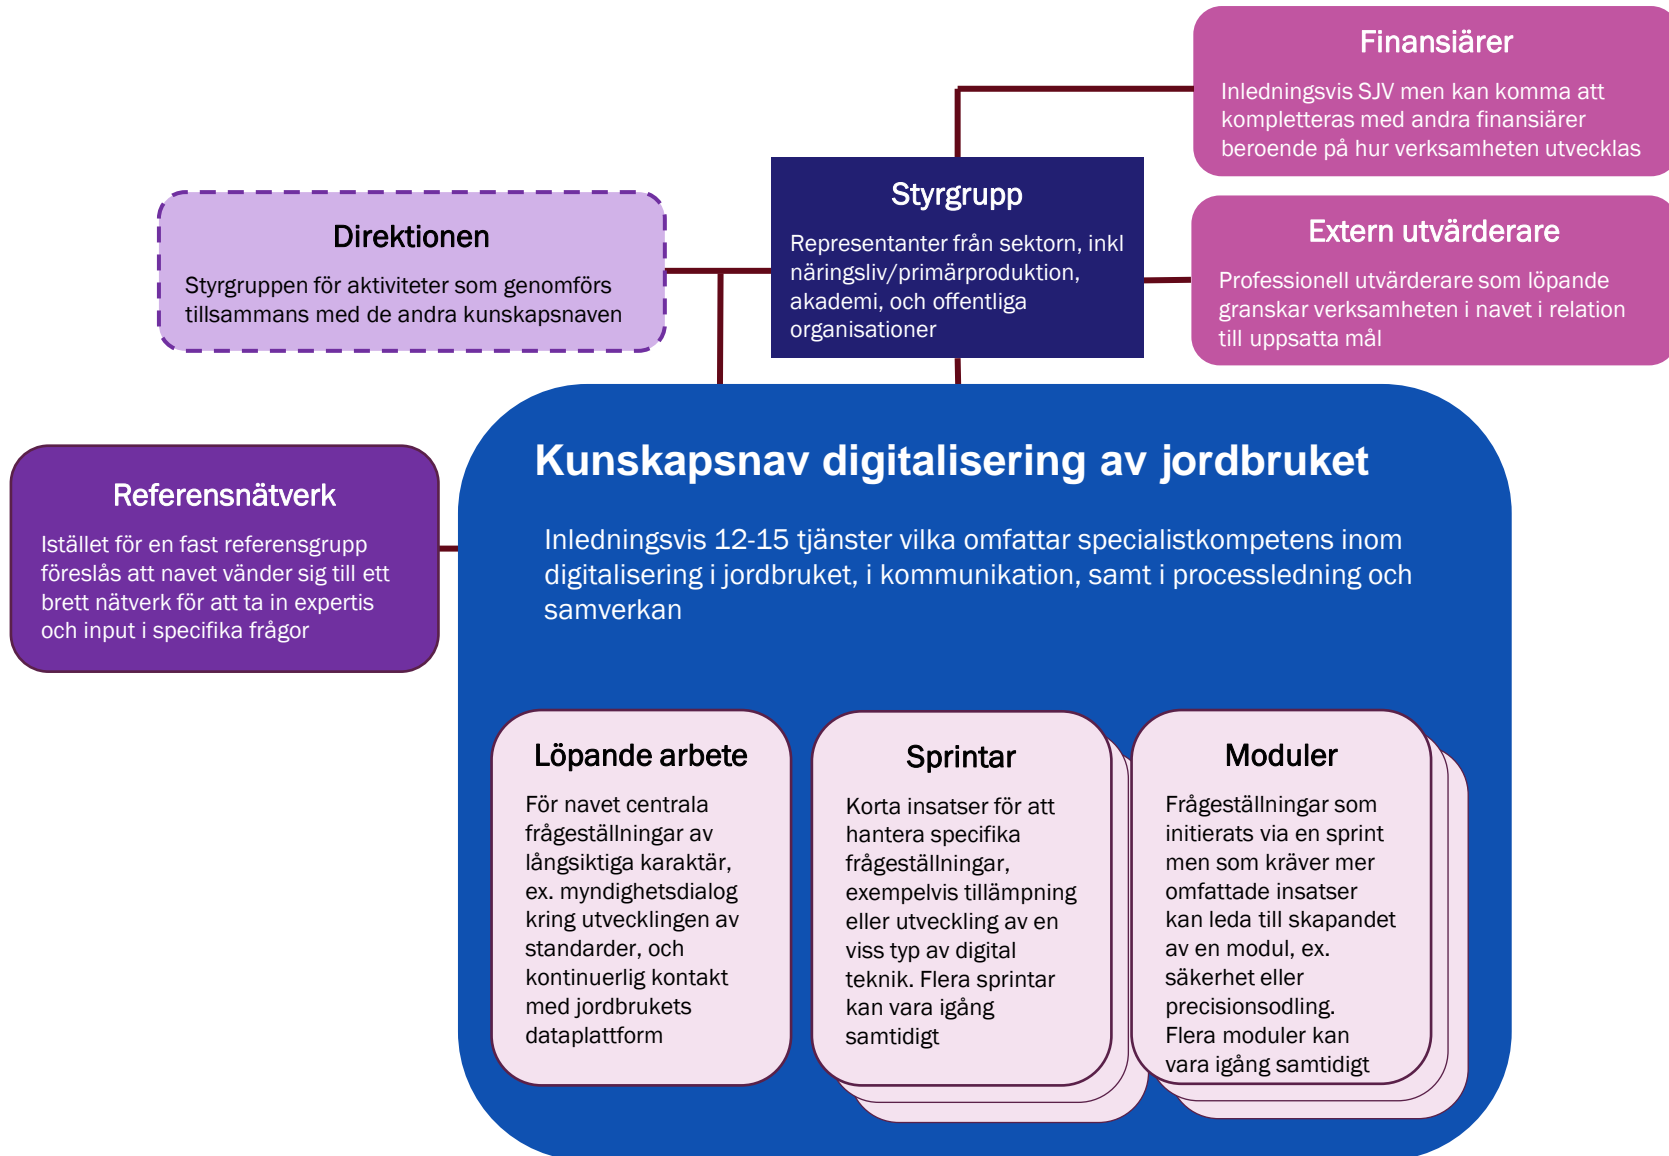 Finansiärer
Inledningsvis SJV men kan komma att
kompletteras med andra finansiärer
beroende på hur verksamheten utvecklas
Styrgrupp
Representanter från sektorn, inkl
näringsliv/primärproduktion,
akademi, och offentliga
organisationer
Direktionen
Styrgruppen för aktiviteter som genomförs
tillsammans med de andra kunskapsnaven
Extern utvärderare
Professionell utvärderare som löpande
granskar verksamheten i navet i relation
till uppsatta mål
Kunskapsnav digitalisering av jordbruket
Inledningsvis 12-15 tjänster vilka omfattar specialistkompetens inom
digitalisering i jordbruket, i kommunikation, samt i processledning och
samverkan
Referensnätverk
Istället för en fast referensgrupp
föreslås att navet vänder sig till ett
brett nätverk för att ta in expertis
och input i specifika frågor
Löpande arbete
För navet centrala
frågeställningar av
långsiktiga karaktär,
ex. myndighetsdialog
kring utvecklingen av
standarder, och
kontinuerlig kontakt
med jordbrukets
dataplattform
Sprintar
Korta insatser för att
hantera specifika
frågeställningar,
exempelvis tillämpning
eller utveckling av en
viss typ av digital
teknik. Flera sprintar
kan vara igång
samtidigt
Moduler
Frågeställningar som
initierats via en sprint
men som kräver mer
omfattade insatser
kan leda till skapandet
av en modul, ex.
säkerhet eller
precisionsodling.
Flera moduler kan
vara igång samtidigt